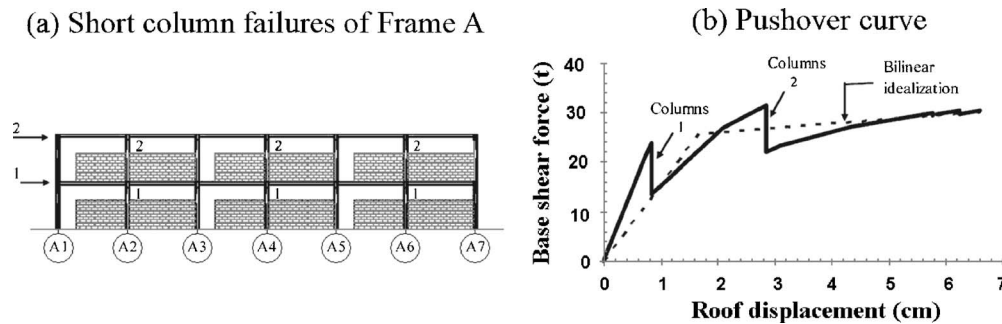 (a) Short column failures of Frame A
2
2
2
2
1
1
1
1
A1
A2
A3
A4
A5
A6
A7
(b) Pushover curve
Base shear force (t)
40
30
20
10
0
Columns
1
Columns
2
Bilinear
idealization
0 1 2 3 4 5 6 7
Roof displacement (cm)